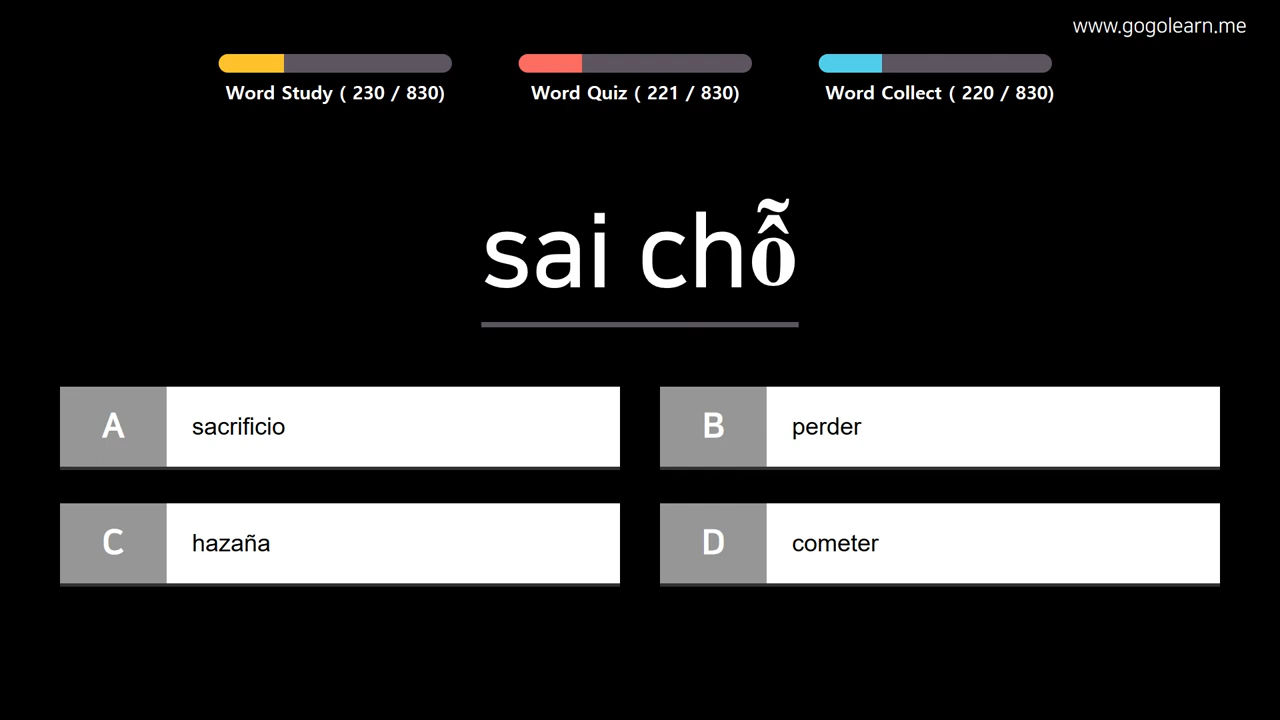 www.gogolearn.me
Word Study ( 230 / 830)
Word Quiz ( 221 / 830)
Word Collect ( 220 / 830)
sai chỗ
A sacrificio
B perder
C hazaña
D cometer